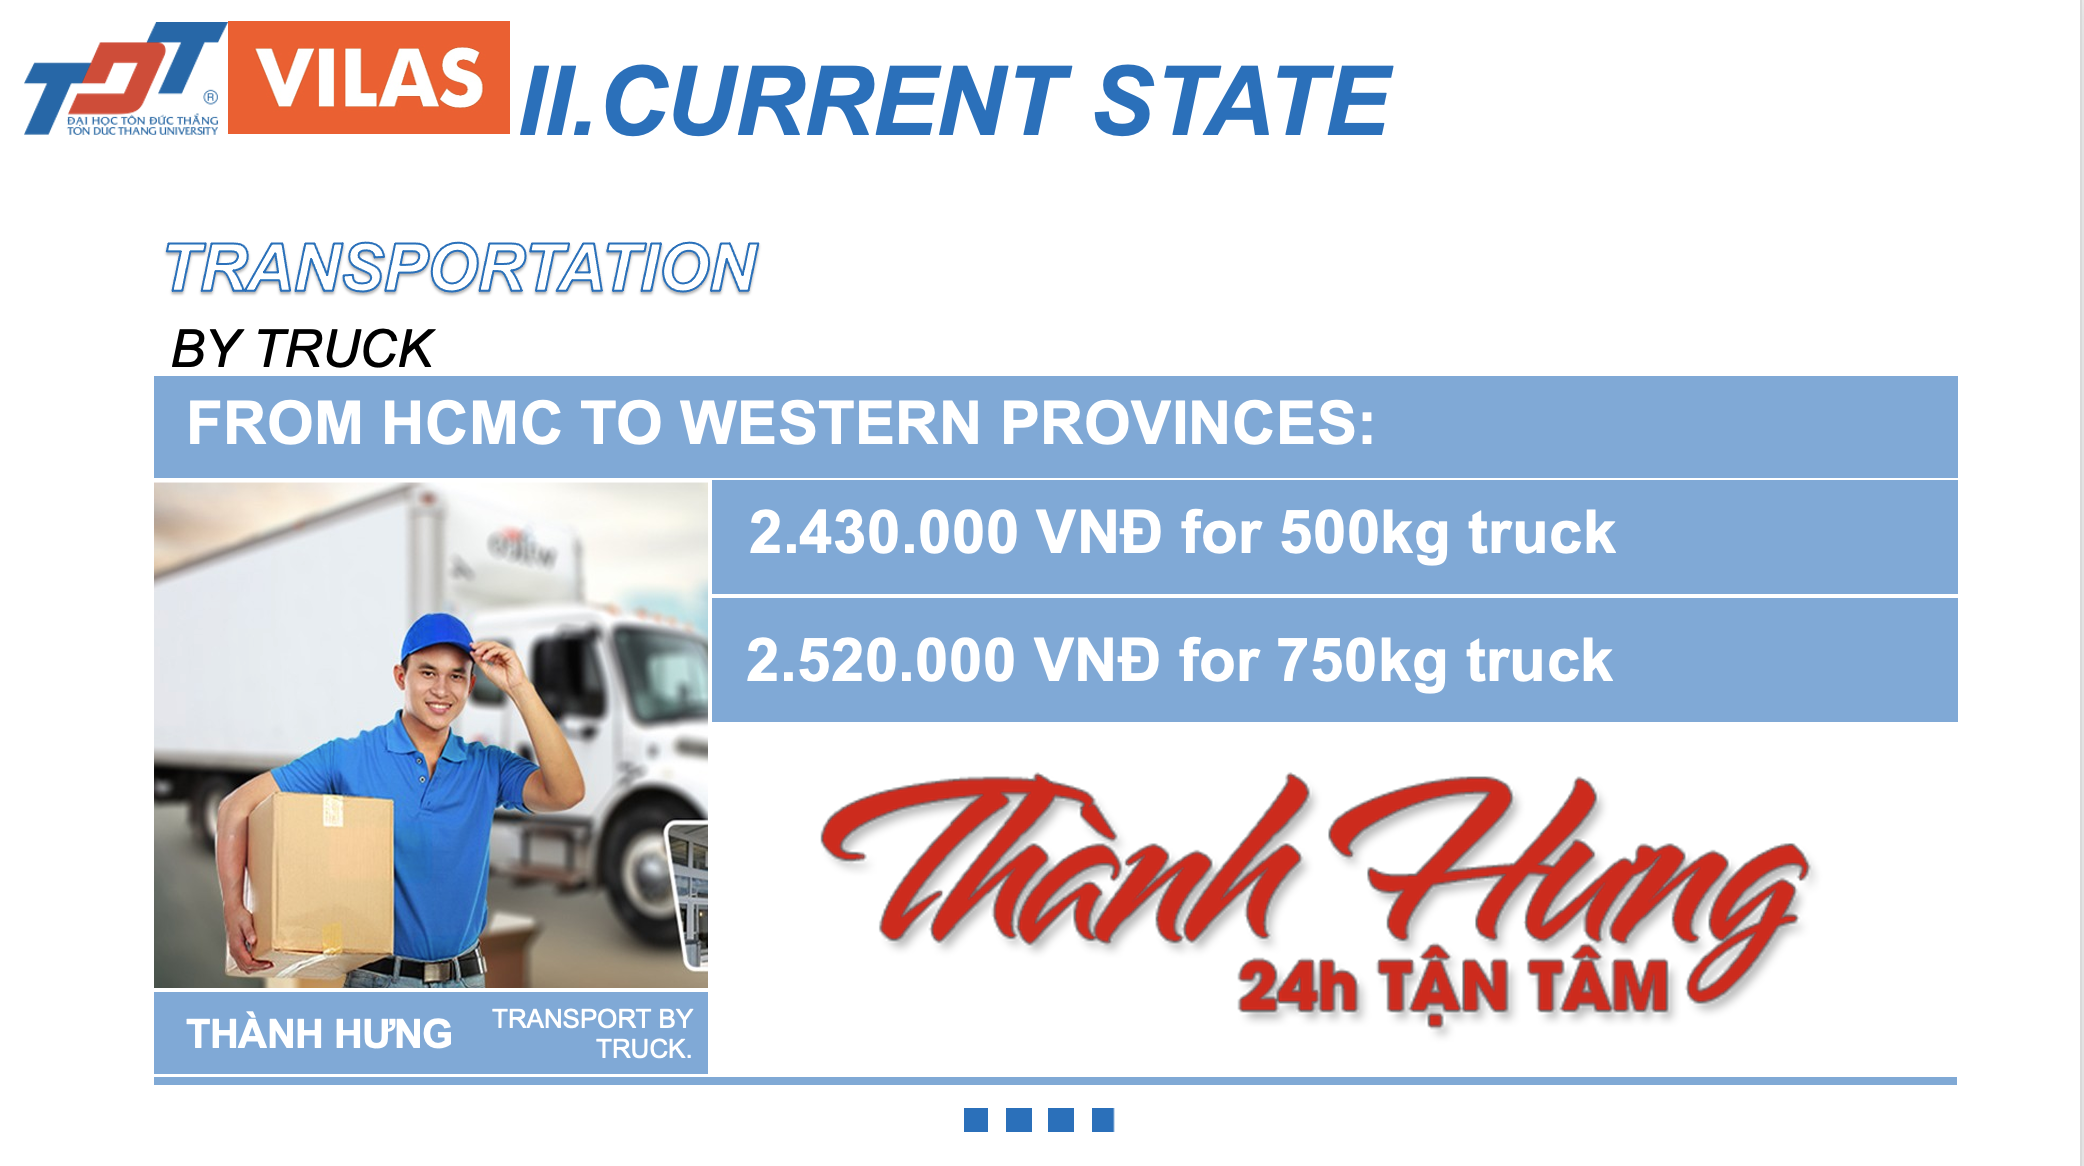 TDT
®
ĐẠI HỌC TÔN ĐỨC THẮNG
TON DUC THANG UNIVERSITY
VILAS
II.CURRENT STATE
TRANSPORTATION
BY TRUCK
FROM HCMC TO WESTERN PROVINCES:
2.430.000 VNĐ for 500kg truck
2.520.000 VNĐ for 750kg truck
Thành Hưng
24h TẬN TÂM
THÀNH HƯNG
TRANSPORT BY
TRUCK.